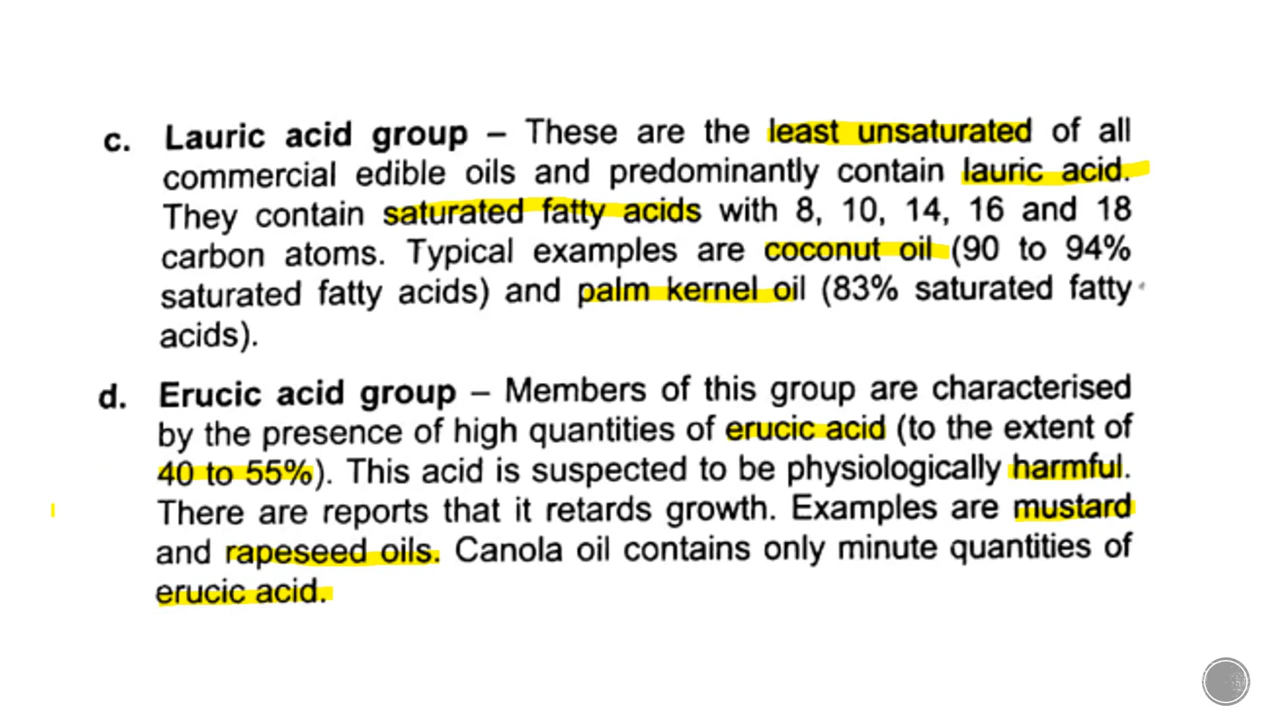 c. Lauric acid group – These are the least unsaturated of all
commercial edible oils and predominantly contain lauric acid.
They contain saturated fatty acids with 8, 10, 14, 16 and 18
carbon atoms. Typical examples are coconut oil (90 to 94%
saturated fatty acids) and palm kernel oil (83% saturated fatty
acids).
d. Erucic acid group – Members of this group are characterised
by the presence of high quantities of erucic acid (to the extent of
40 to 55%). This acid is suspected to be physiologically harmful.
There are reports that it retards growth. Examples are mustard
and rapeseed oils. Canola oil contains only minute quantities of
erucic acid.